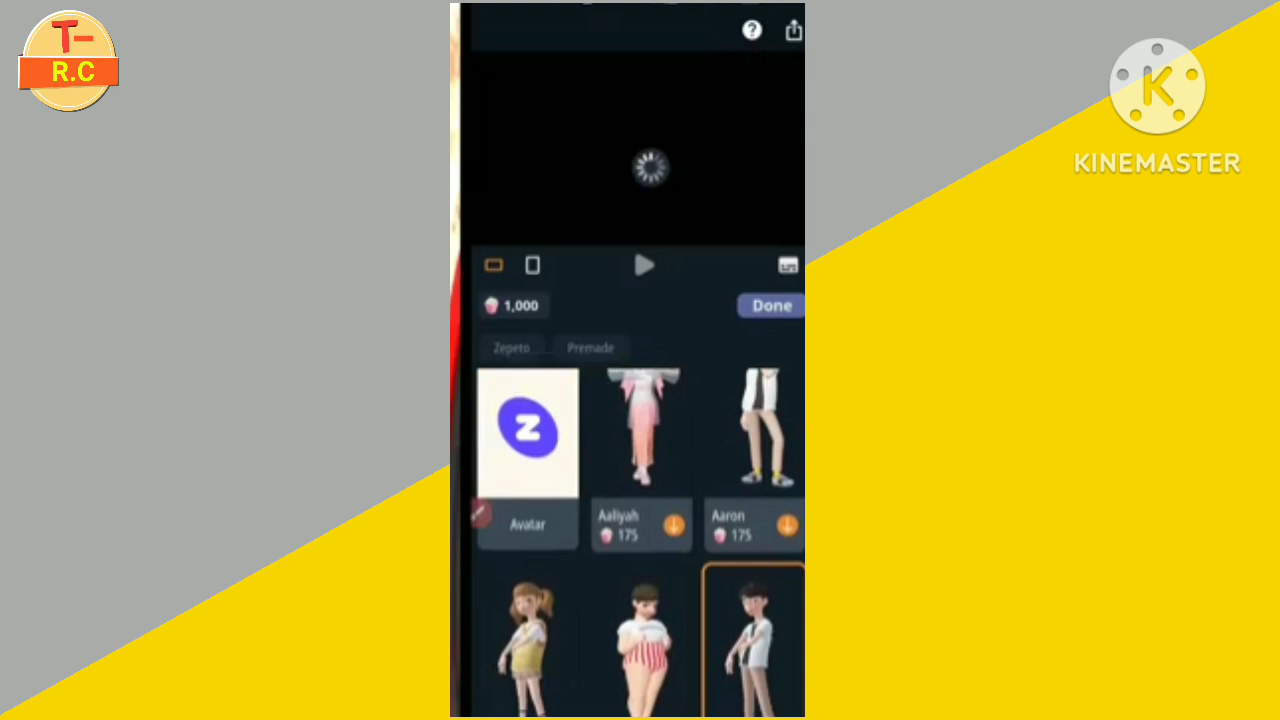 T-
R.C
K
KINEMASTER
1,000
Done
Zepeto
Premade
Z
Avatar
Aaliyah
175
Aaron
175